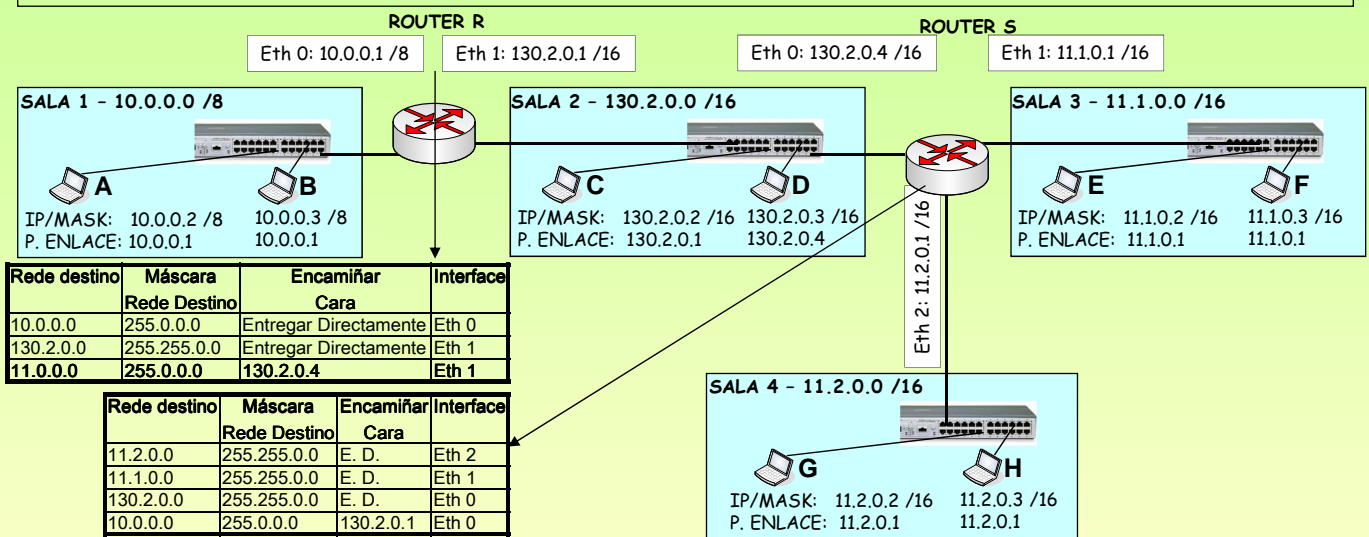 ROUTER R
ROUTER S
Eth 0: 10.0.0.1 /8
Eth 1: 130.2.0.1 /16
Eth 0: 130.2.0.4 /16
Eth 1: 11.1.0.1 /16
SALA 1 - 10.0.0.0 /8
A
B
IP/MASK: 10.0.0.2 /8 10.0.0.3 /8
P. ENLACE: 10.0.0.1 10.0.0.1
SALA 2 - 130.2.0.0 /16
C
D
IP/MASK: 130.2.0.2 /16 130.2.0.3 /16
P. ENLACE: 130.2.0.1 130.2.0.4
SALA 3 - 11.1.0.0 /16
E
F
IP/MASK: 11.1.0.2 /16 11.1.0.3 /16
P. ENLACE: 11.1.0.1 11.1.0.1
Eth 2: 11.2.0.1 /16
Rede destino Máscara Encamiñar Interface
Rede Destino Cara
10.0.0.0 255.0.0.0 Entregar Directamente Eth 0
130.2.0.0 255.255.0.0 Entregar Directamente Eth 1
11.0.0.0 255.0.0.0 130.2.0.4 Eth 1
Rede destino Máscara Encamiñar Interface
Rede Destino Cara
11.2.0.0 255.255.0.0 E. D. Eth 2
11.1.0.0 255.255.0.0 E. D. Eth 1
130.2.0.0 255.255.0.0 E. D. Eth 0
10.0.0.0 255.0.0.0 130.2.0.1 Eth 0
SALA 4 - 11.2.0.0 /16
G
H
IP/MASK: 11.2.0.2 /16 11.2.0.3 /16
P. ENLACE: 11.2.0.1 11.2.0.1